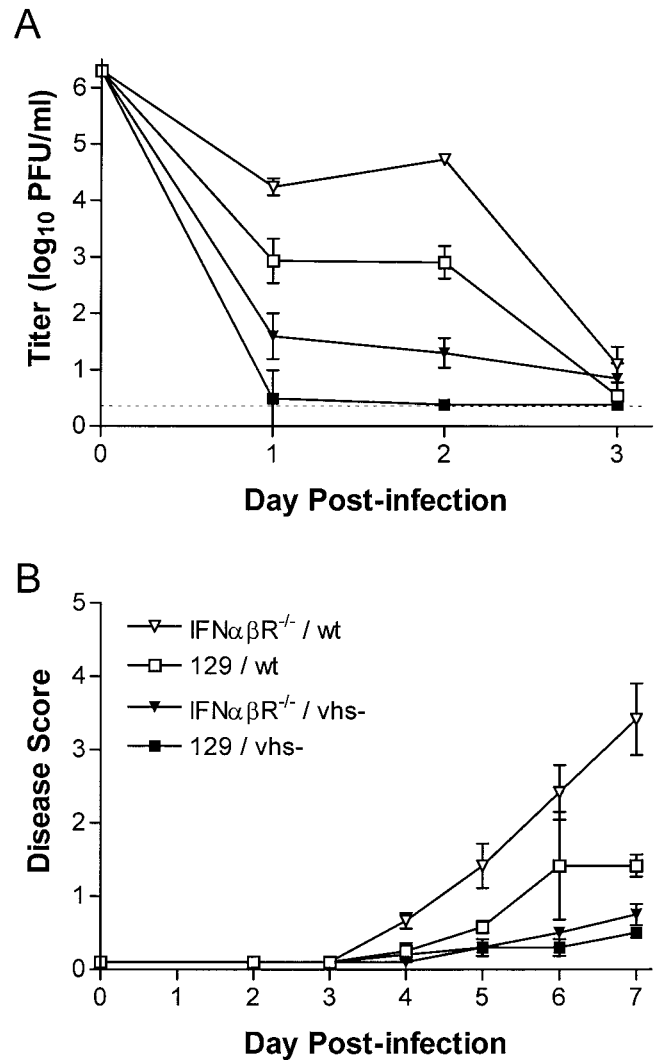 A
Titer (log₁₀ PFU/ml)
6
5
4
3
2
1
0
0 1 2 3
Day Post-infection
B
Disease Score
5
4
3
2
1
0
IFNαβR⁻/⁻ / wt
129 / wt
IFNαβR⁻/⁻ / vhs-
129 / vhs-
0 1 2 3 4 5 6 7
Day Post-infection